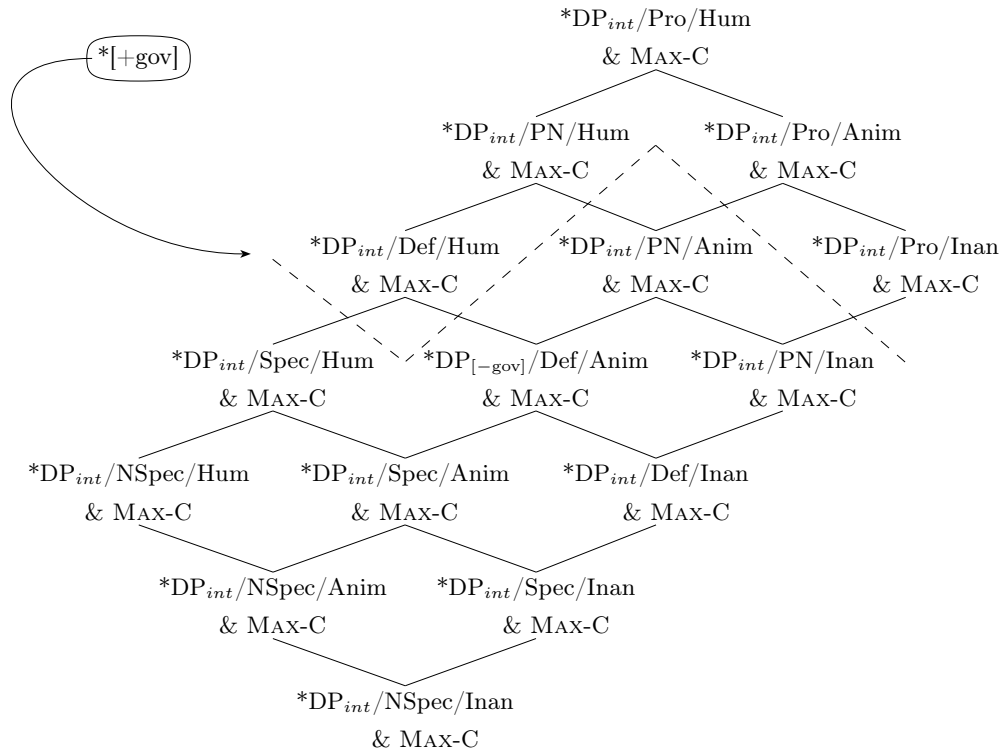 *DP_int/Pro/Hum
& MAX-C
*[+gov]
*DP_int/PN/Hum *DP_int/Pro/Anim
& MAX-C & MAX-C
*DP_int/Def/Hum *DP_int/PN/Anim *DP_int/Pro/Inan
& MAX-C & MAX-C & MAX-C
*DP_int/Spec/Hum *DP_[−gov]/Def/Anim *DP_int/PN/Inan
& MAX-C & MAX-C & MAX-C
*DP_int/NSpec/Hum *DP_int/Spec/Anim *DP_int/Def/Inan
& MAX-C & MAX-C & MAX-C
*DP_int/NSpec/Anim *DP_int/Spec/Inan
& MAX-C & MAX-C
*DP_int/NSpec/Inan
& MAX-C